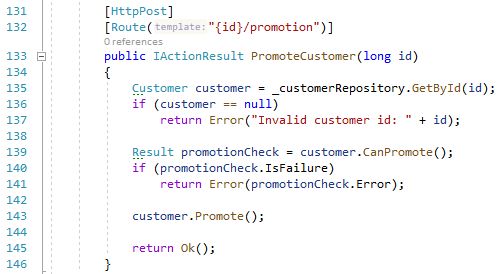 131 [HttpPost]
132 [Route(template:"{id}/promotion")]
0 references
133 public IActionResult PromoteCustomer(long id)
134 {
135 Customer customer = _customerRepository.GetById(id);
136 if (customer == null)
137 return Error("Invalid customer id: " + id);
138
139 Result promotionCheck = customer.CanPromote();
140 if (promotionCheck.IsFailure)
141 return Error(promotionCheck.Error);
142
143 customer.Promote();
144
145 return Ok();
146 }